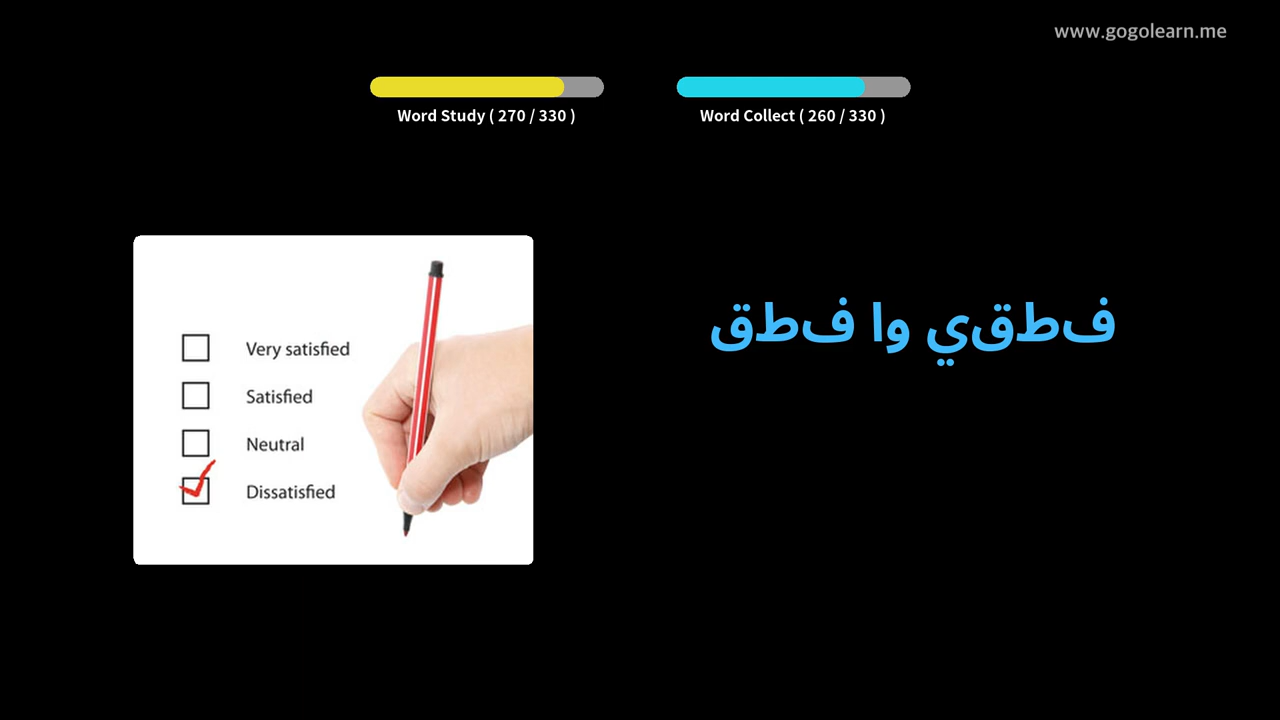 www.gogolearn.me
Word Study ( 270 / 330 )
Word Collect ( 260 / 330 )
فطقي وا فطق
Very satisfied
Satisfied
Neutral
Dissatisfied